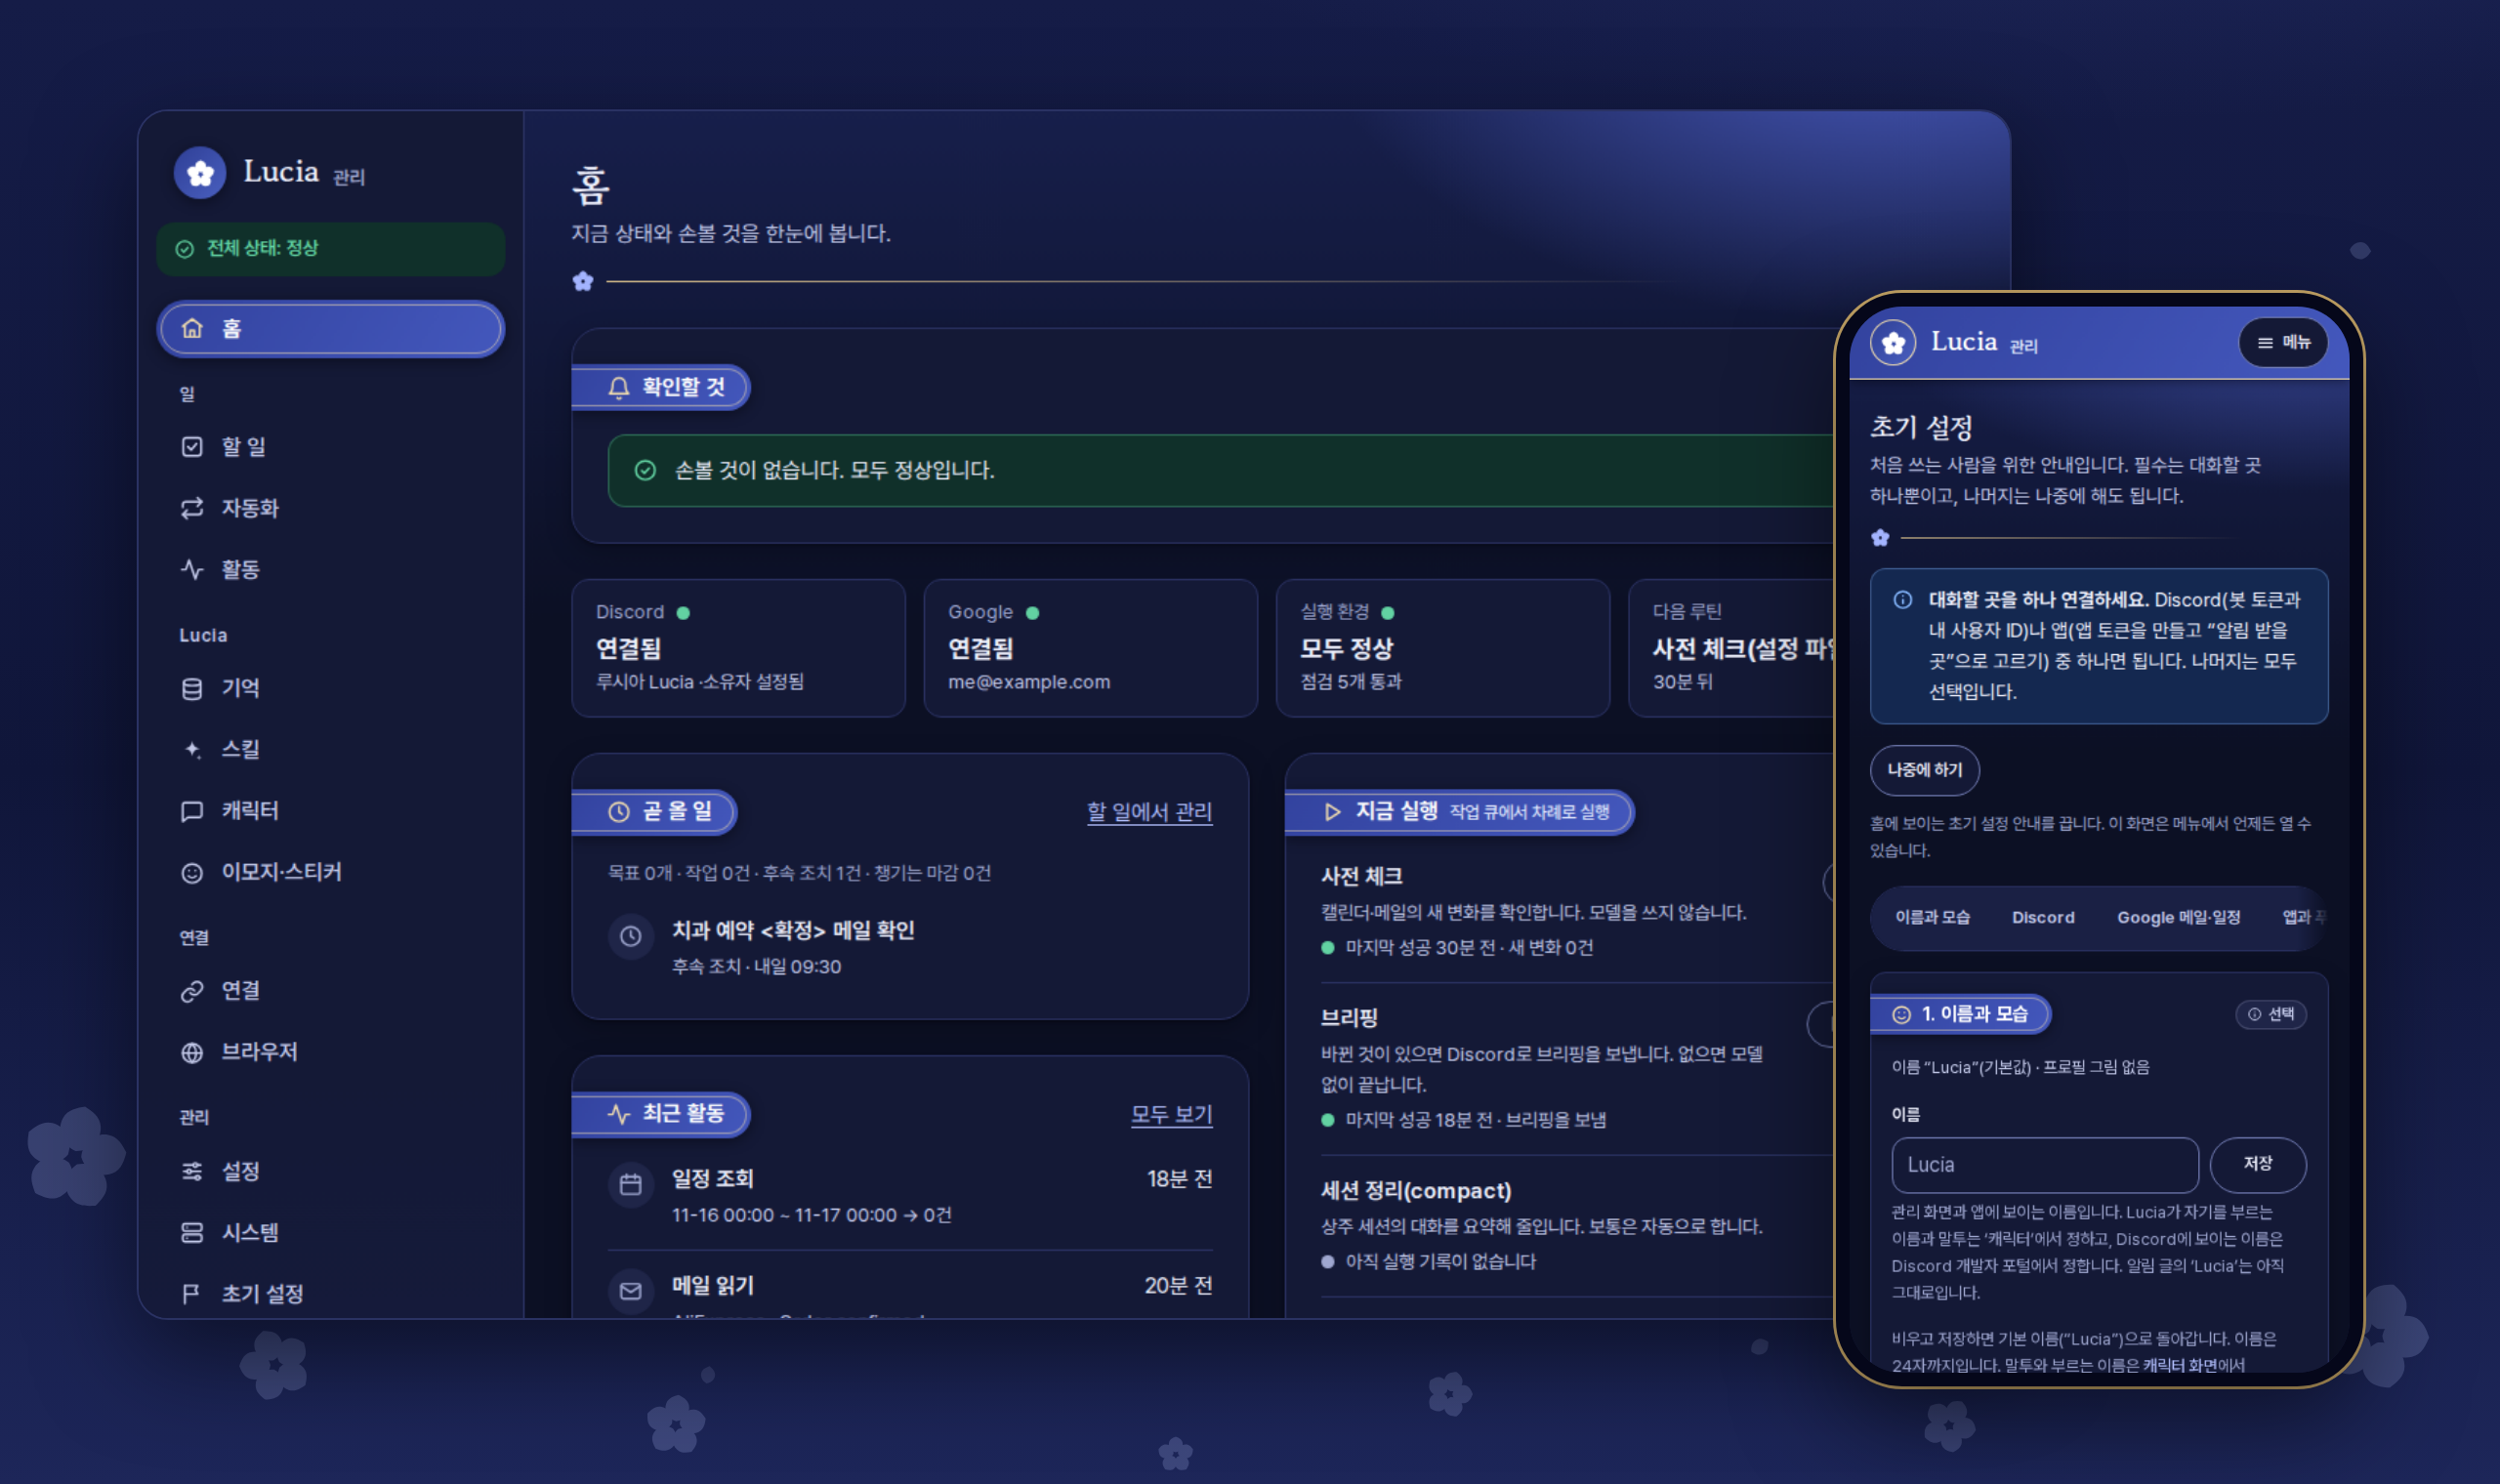 Lucia 관리
전체 상태: 정상
홈
일
할 일
자동화
활동
Lucia
기억
스킬
캐릭터
이모지·스티커
연결
연결
브라우저
관리
설정
시스템
초기 설정
홈
지금 상태와 손볼 것을 한눈에 봅니다.
확인할 것
손볼 것이 없습니다. 모두 정상입니다.
Discord
연결됨
루시아 Lucia ·소유자 설정됨
Google
연결됨
me@example.com
실행 환경
모두 정상
점검 5개 통과
다음 루틴
사전 체크(설정
30분 뒤
곧 올 일
할 일에서 관리
목표 0개 · 작업 0건 · 후속 조치 1건 · 챙기는 마감 0건
치과 예약 <확정> 메일 확인
후속 조치 · 내일 09:30
최근 활동
모두 보기
일정 조회
18분 전
11-16 00:00 ~ 11-17 00:00 → 0건
메일 읽기
20분 전
지금 실행 작업 큐에서 차례로 실행
사전 체크
캘린더·메일의 새 변화를 확인합니다. 모델을 쓰지 않습니다.
마지막 성공 30분 전 · 새 변화 0건
브리핑
바뀐 것이 있으면 Discord로 브리핑을 보냅니다. 없으면 모델
없이 끝납니다.
마지막 성공 18분 전 · 브리핑을 보냄
세션 정리(compact)
상주 세션의 대화를 요약해 줄입니다. 보통은 자동으로 합니다.
아직 실행 기록이 없습니다
Lucia 관리
메뉴
초기 설정
처음 쓰는 사람을 위한 안내입니다. 필수는 대화할 곳
하나뿐이고, 나머지는 나중에 해도 됩니다.
대화할 곳을 하나 연결하세요. Discord(봇 토큰과
내 사용자 ID)나 앱(앱 토큰을 만들고 “알림 받을
곳”으로 고르기) 중 하나면 됩니다. 나머지는 모두
선택입니다.
나중에 하기
홈에 보이는 초기 설정 안내를 끕니다. 이 화면은 메뉴에서 언제든 열 수
있습니다.
이름과 모습
Discord
Google 메일·일정
앱과
1. 이름과 모습
선택
이름 “Lucia”(기본값) · 프로필 그림 없음
이름
Lucia
저장
관리 화면과 앱에 보이는 이름입니다. Lucia가 자기를 부르는
이름과 말투는 ‘캐릭터’에서 정하고, Discord에 보이는 이름은
Discord 개발자 포털에서 정합니다. 알림 글의 ‘Lucia’는 아직
그대로입니다.
비우고 저장하면 기본 이름(“Lucia”)으로 돌아갑니다. 이름은
24자까지입니다. 말투와 부르는 이름은 캐릭터 화면에서